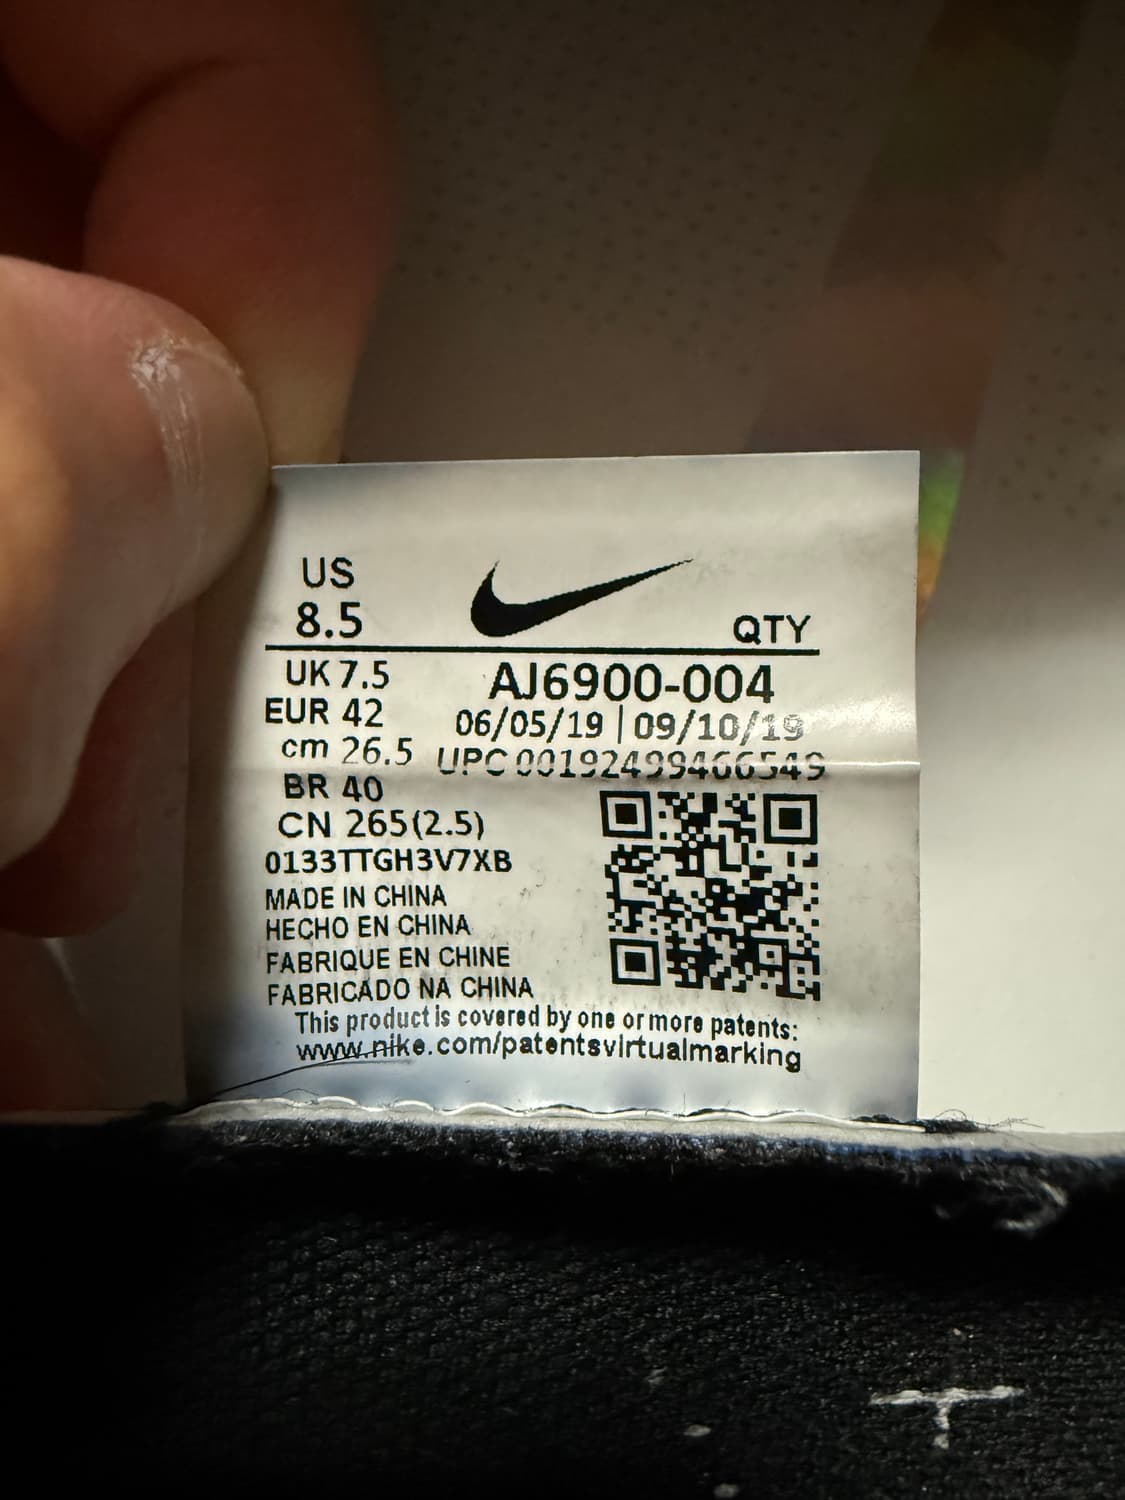 US
8.5
QTY
UK 7.5
AJ6900-004
EUR 42
06/05/19 | 09/10/19
cm 26.5
UPC 00192499466549
BR 40
CN 265(2.5)
0133TTGH3V7XB
MADE IN CHINA
HECHO EN CHINA
FABRIQUE EN CHINE
FABRICADO NA CHINA
This product is covered by one or more patents:
www.nike.com/patentsvirtualmarking
T